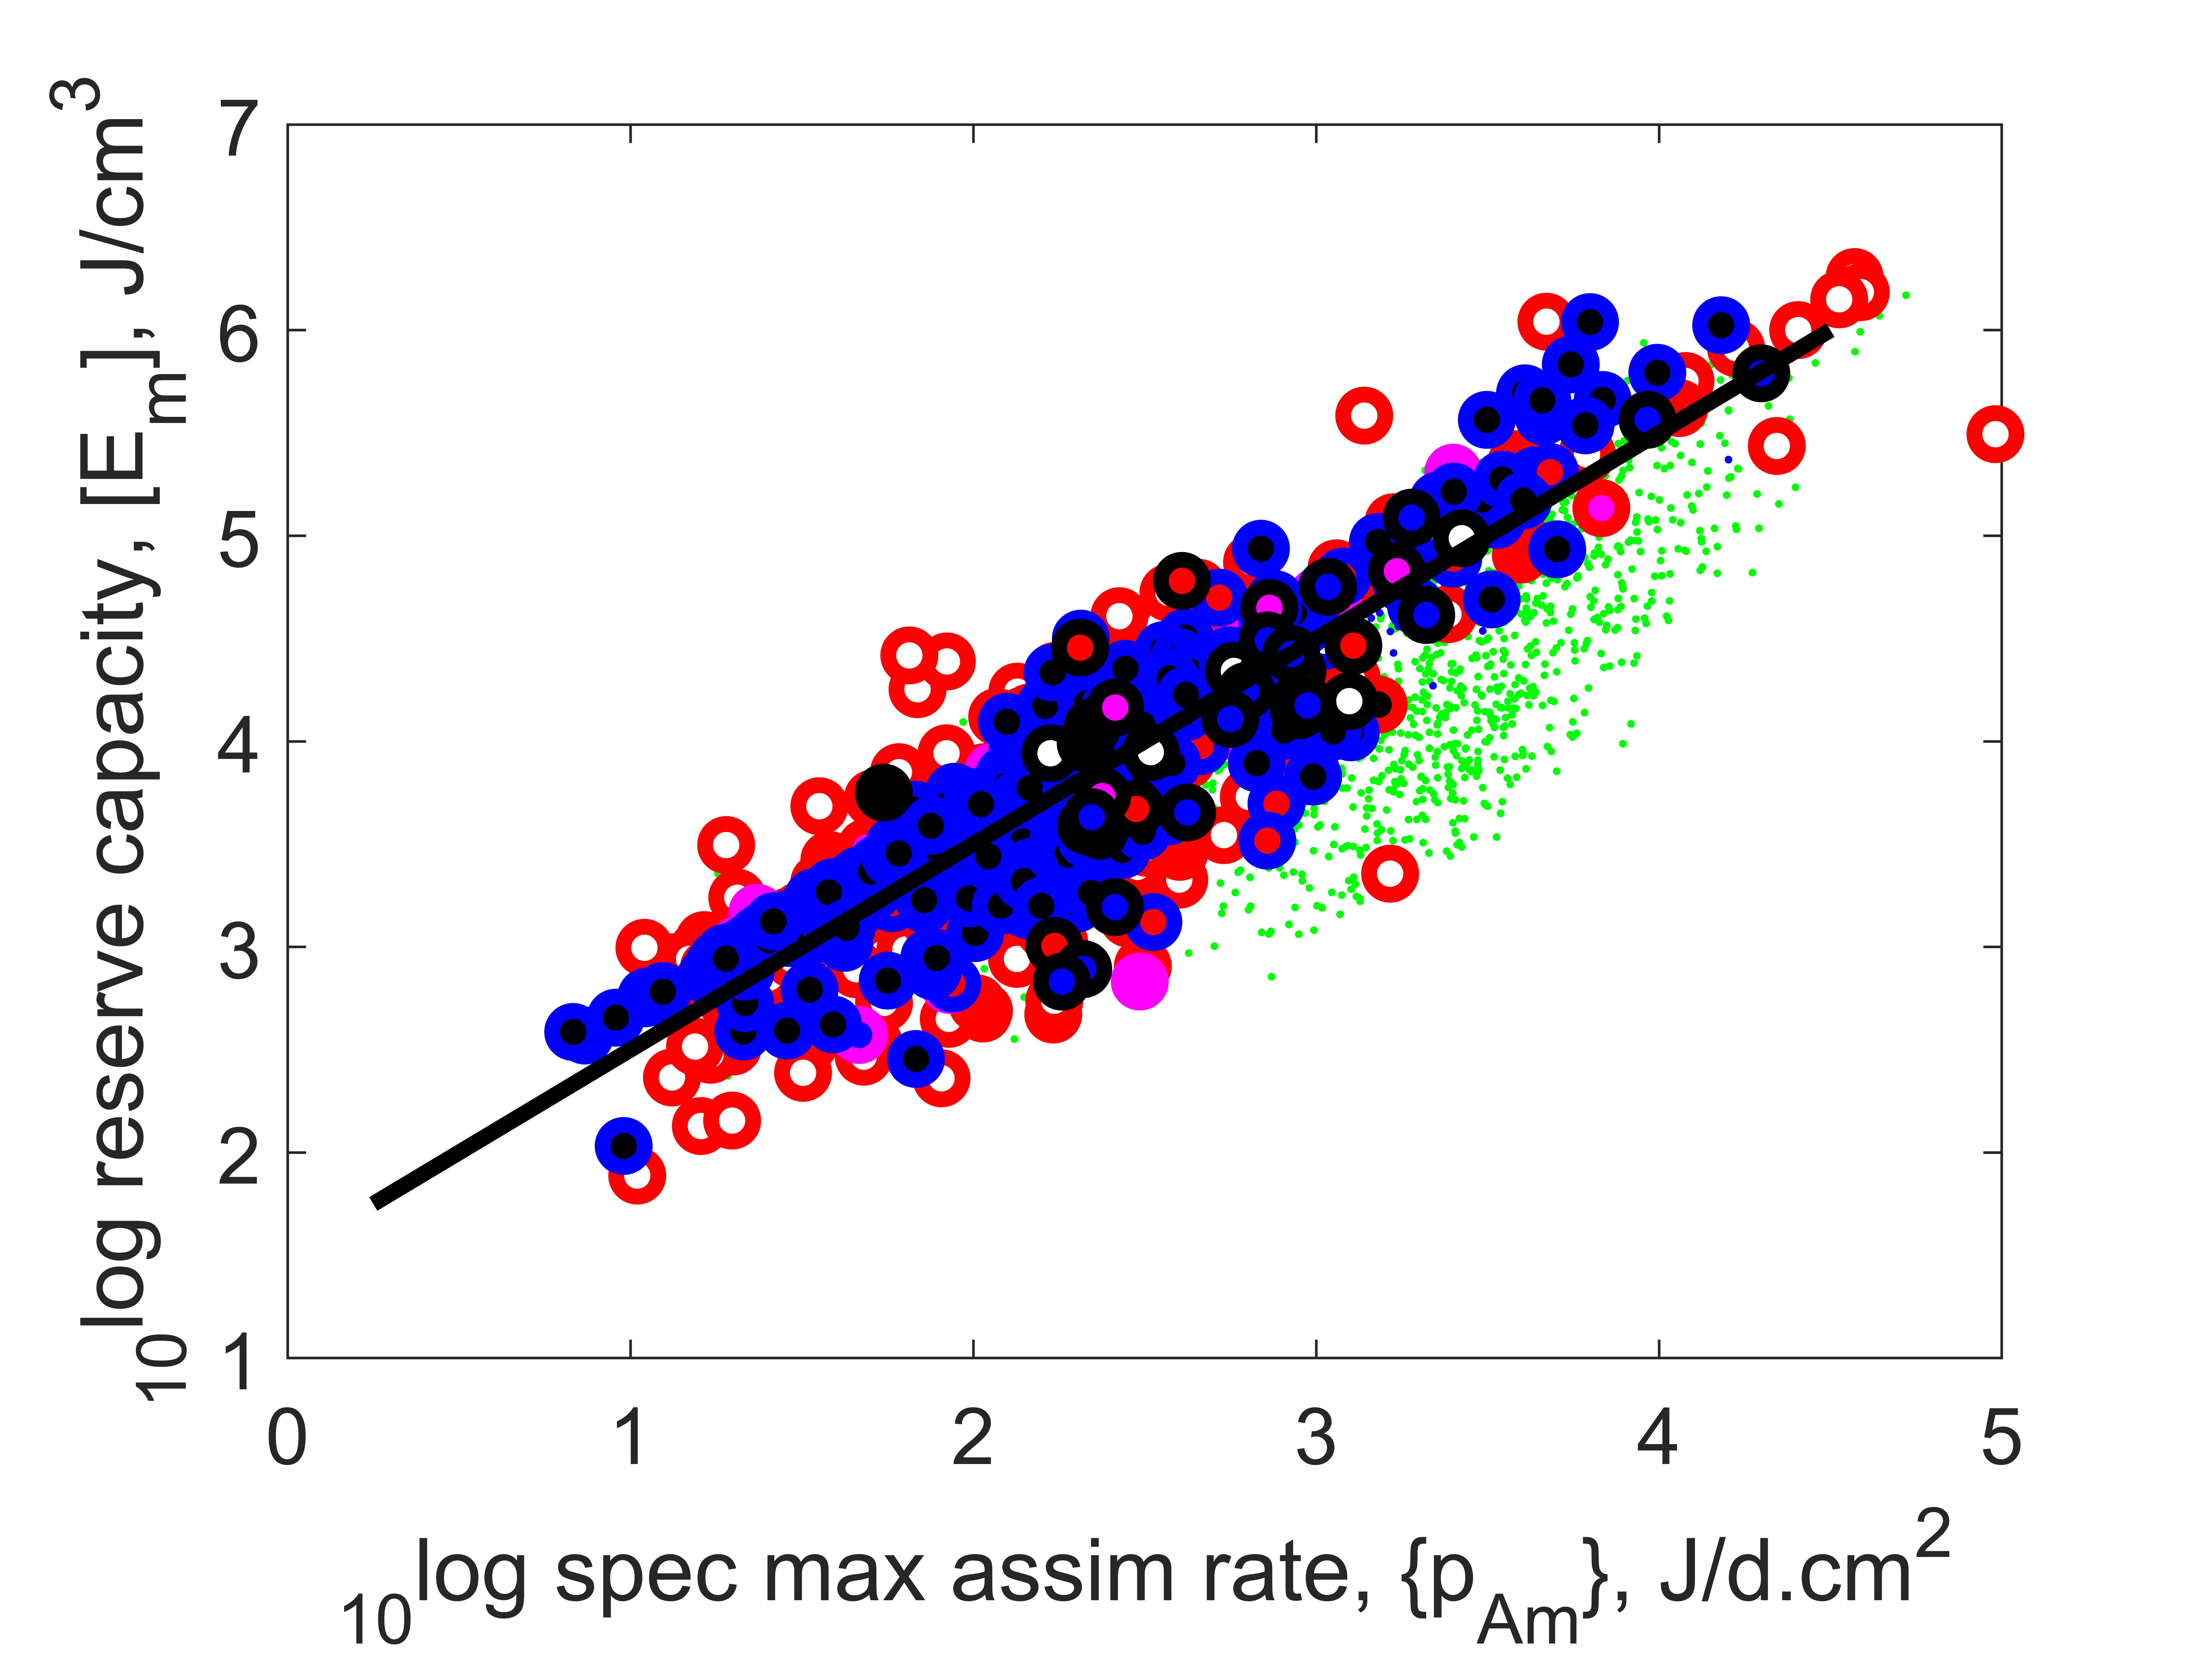 10log reserve capacity, [Em], J/cm3
7
6
5
4
3
2
1
0 1 2 3 4 5
10log spec max assim rate, {pAm}, J/d.cm2